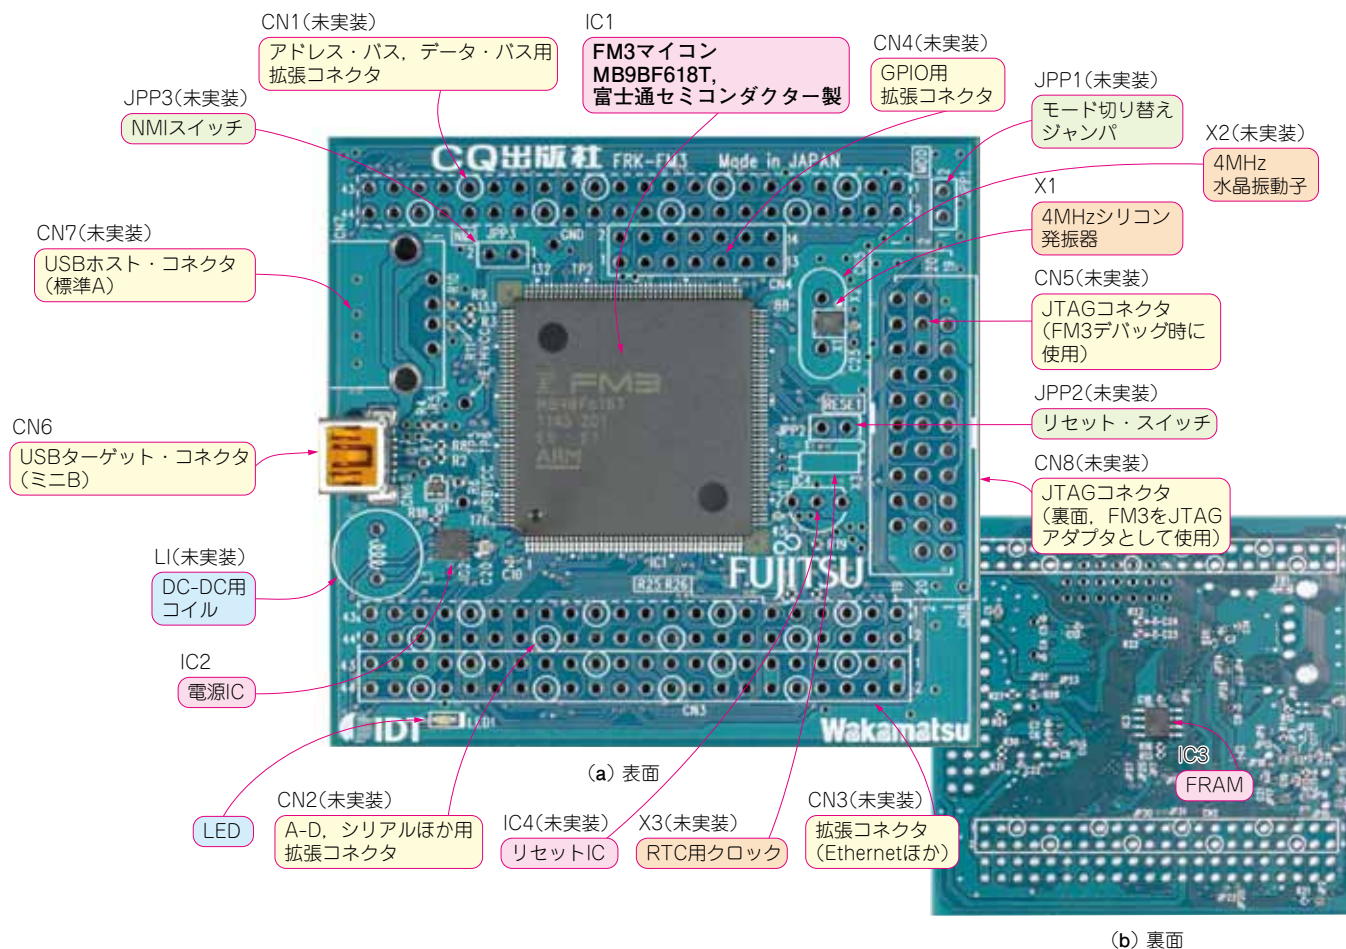 CN1(未実装)
アドレス・バス，データ・バス用
拡張コネクタ
IC1
FM3マイコン
MB9BF618T,
富士通セミコンダクター製
CN4(未実装)
GPIO用
拡張コネクタ
JPP1(未実装)
モード切り替え
ジャンパ
X2(未実装)
4MHz
水晶振動子
JPP3(未実装)
NMIスイッチ
X1
4MHzシリコン
発振器
CN7(未実装)
USBホスト・コネクタ
(標準A)
CN5(未実装)
JTAGコネクタ
(FM3デバッグ時に
使用)
JPP2(未実装)
リセット・スイッチ
CN6
USBターゲット・コネクタ
(ミニB)
CN8(未実装)
JTAGコネクタ
(裏面，FM3をJTAG
アダプタとして使用)
LI(未実装)
DC-DC用
コイル
IC2
電源IC
LED
CN2(未実装)
A-D，シリアルほか用
拡張コネクタ
IC4(未実装)
リセットIC
X3(未実装)
RTC用クロック
CN3(未実装)
拡張コネクタ
(Ethernetほか)
IC3
FRAM
(a) 表面
(b) 裏面
CQ出版社 FRK-FM3 Made in JAPAN
JPP3
GND
TP2
CN4
FM3
MB9BF618T
1145 201
ARM
RESET
JPP2
FUJITSU
R25 R26
CN3
IDT
LED1
Wakamatsu